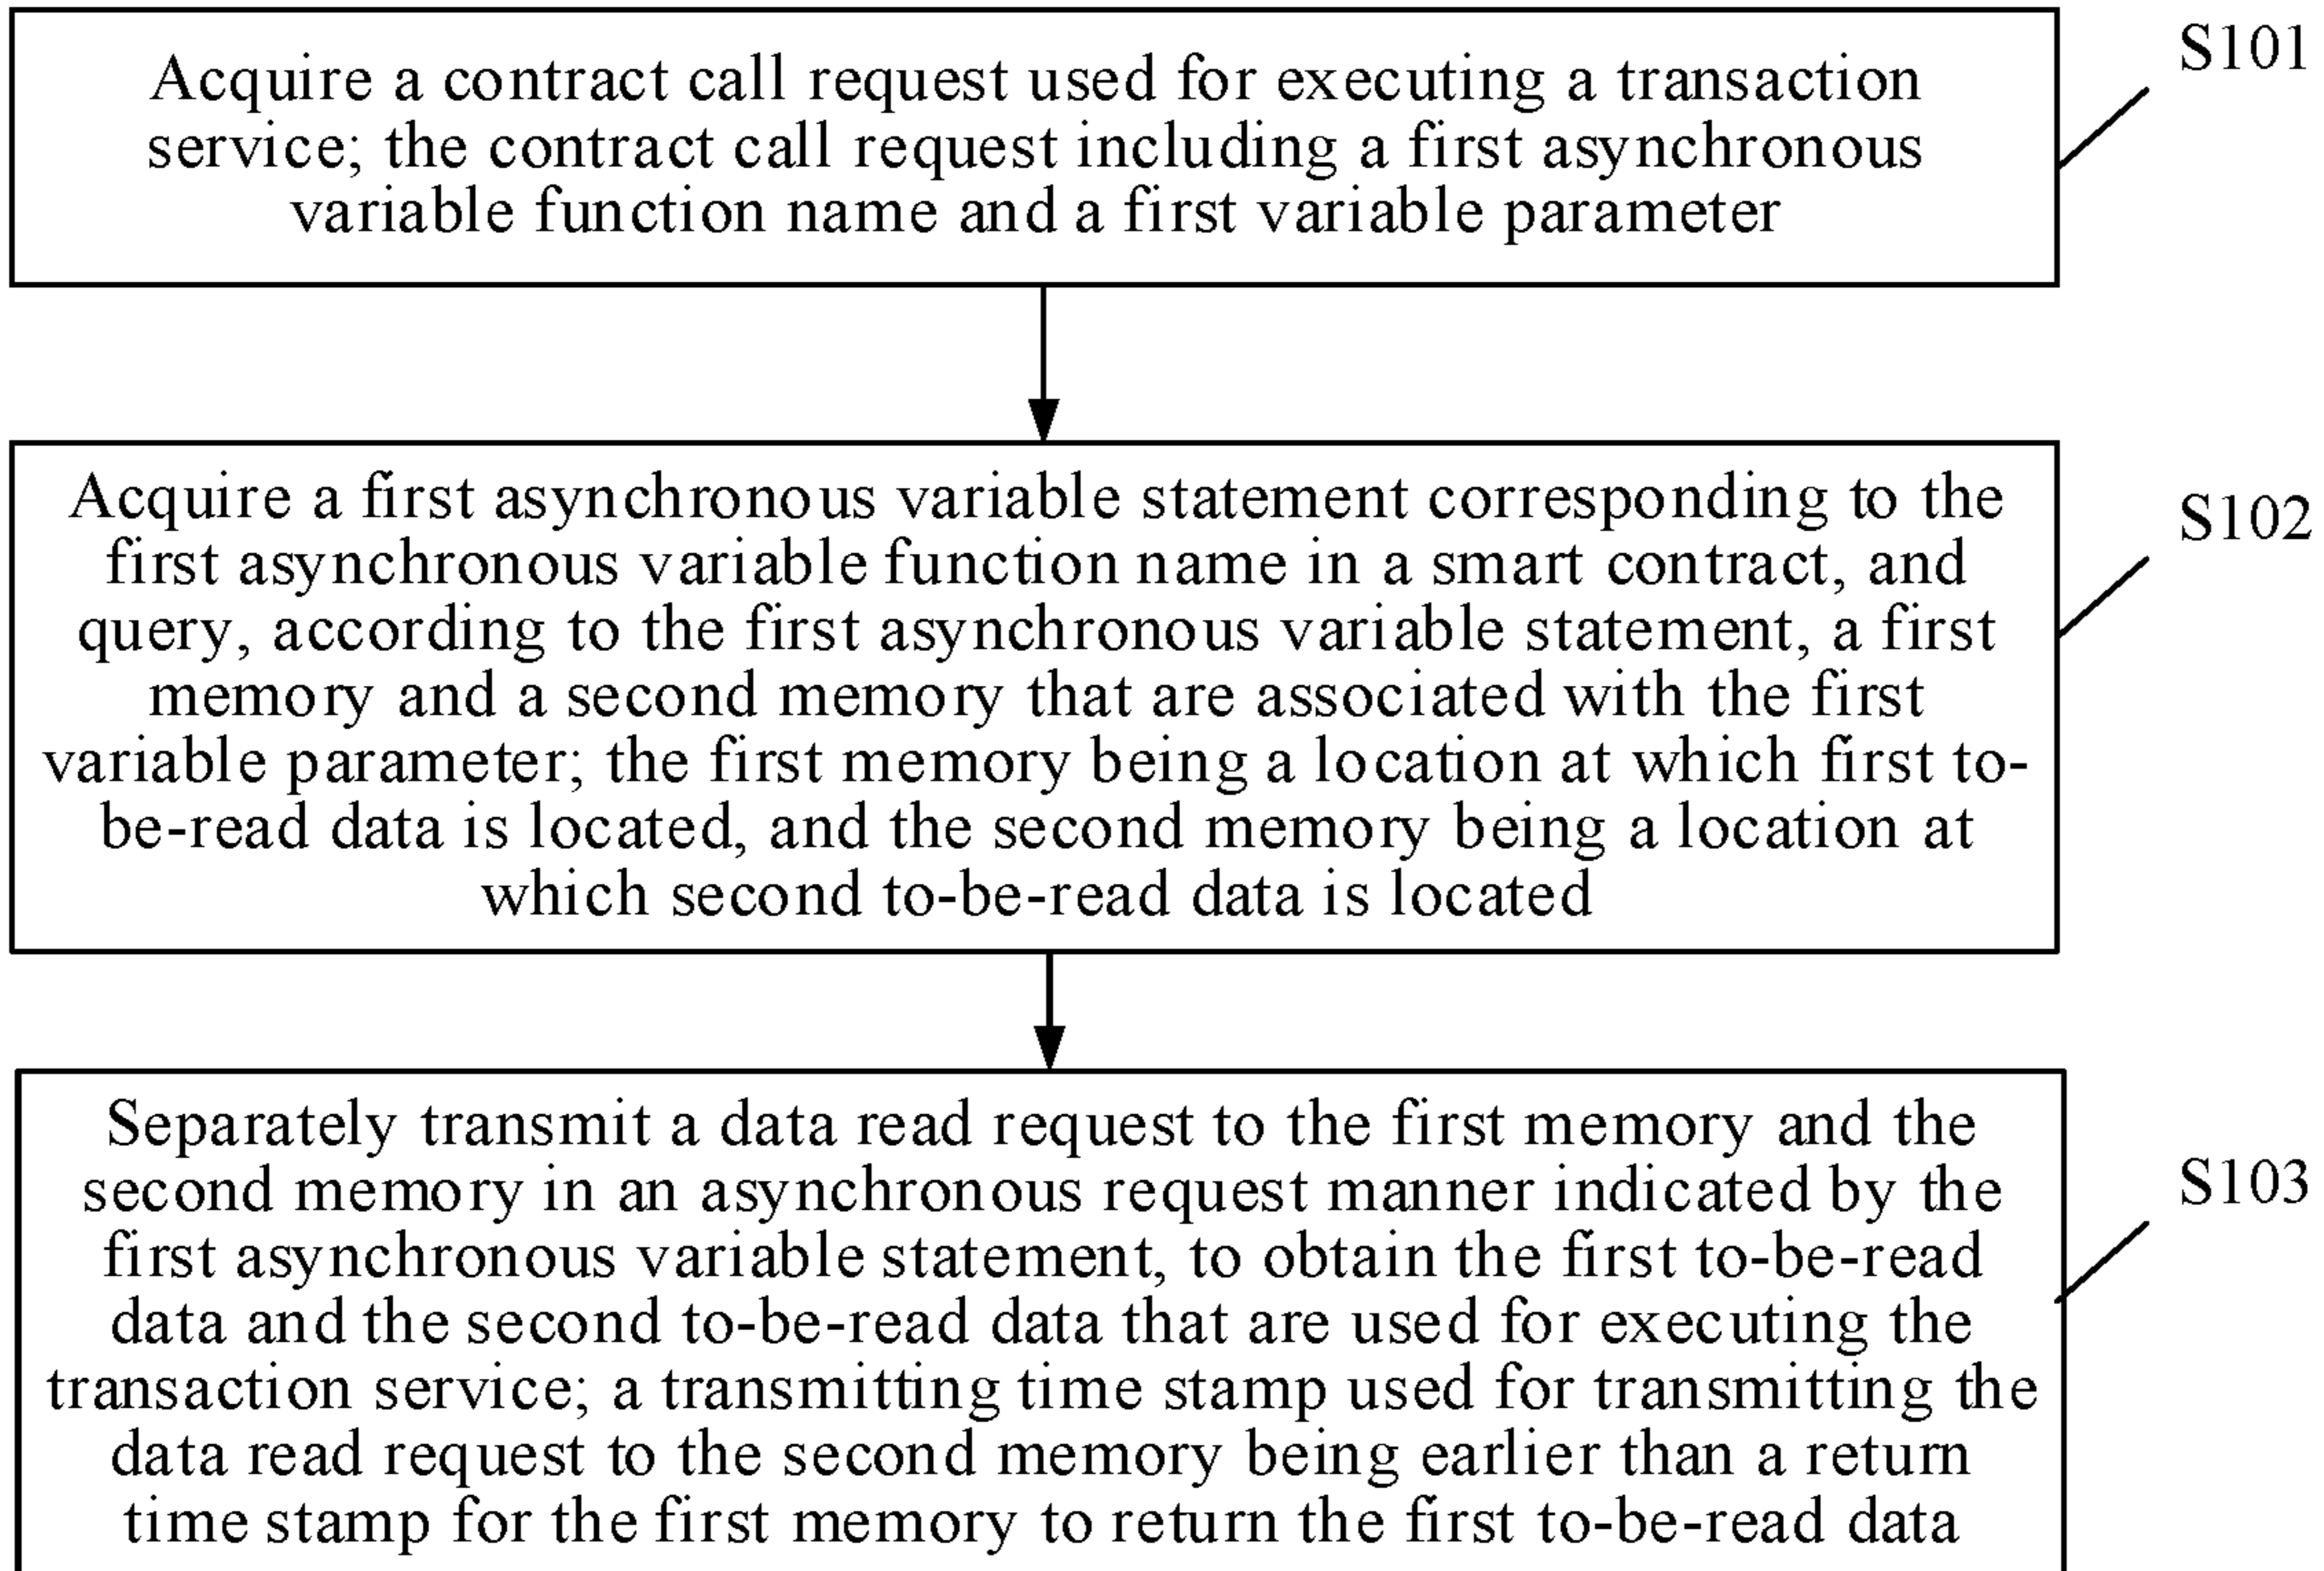 Acquire a contract call request used for executing a transaction
service; the contract call request including a first asynchronous
variable function name and a first variable parameter
S101
Acquire a first asynchronous variable statement corresponding to the
first asynchronous variable function name in a smart contract, and
query, according to the first asynchronous variable statement, a first
memory and a second memory that are associated with the first
variable parameter; the first memory being a location at which first to-
be-read data is located, and the second memory being a location at
which second to-be-read data is located
S102
Separately transmit a data read request to the first memory and the
second memory in an asynchronous request manner indicated by the
first asynchronous variable statement, to obtain the first to-be-read
data and the second to-be-read data that are used for executing the
transaction service; a transmitting time stamp used for transmitting the
data read request to the second memory being earlier than a return
time stamp for the first memory to return the first to-be-read data
S103